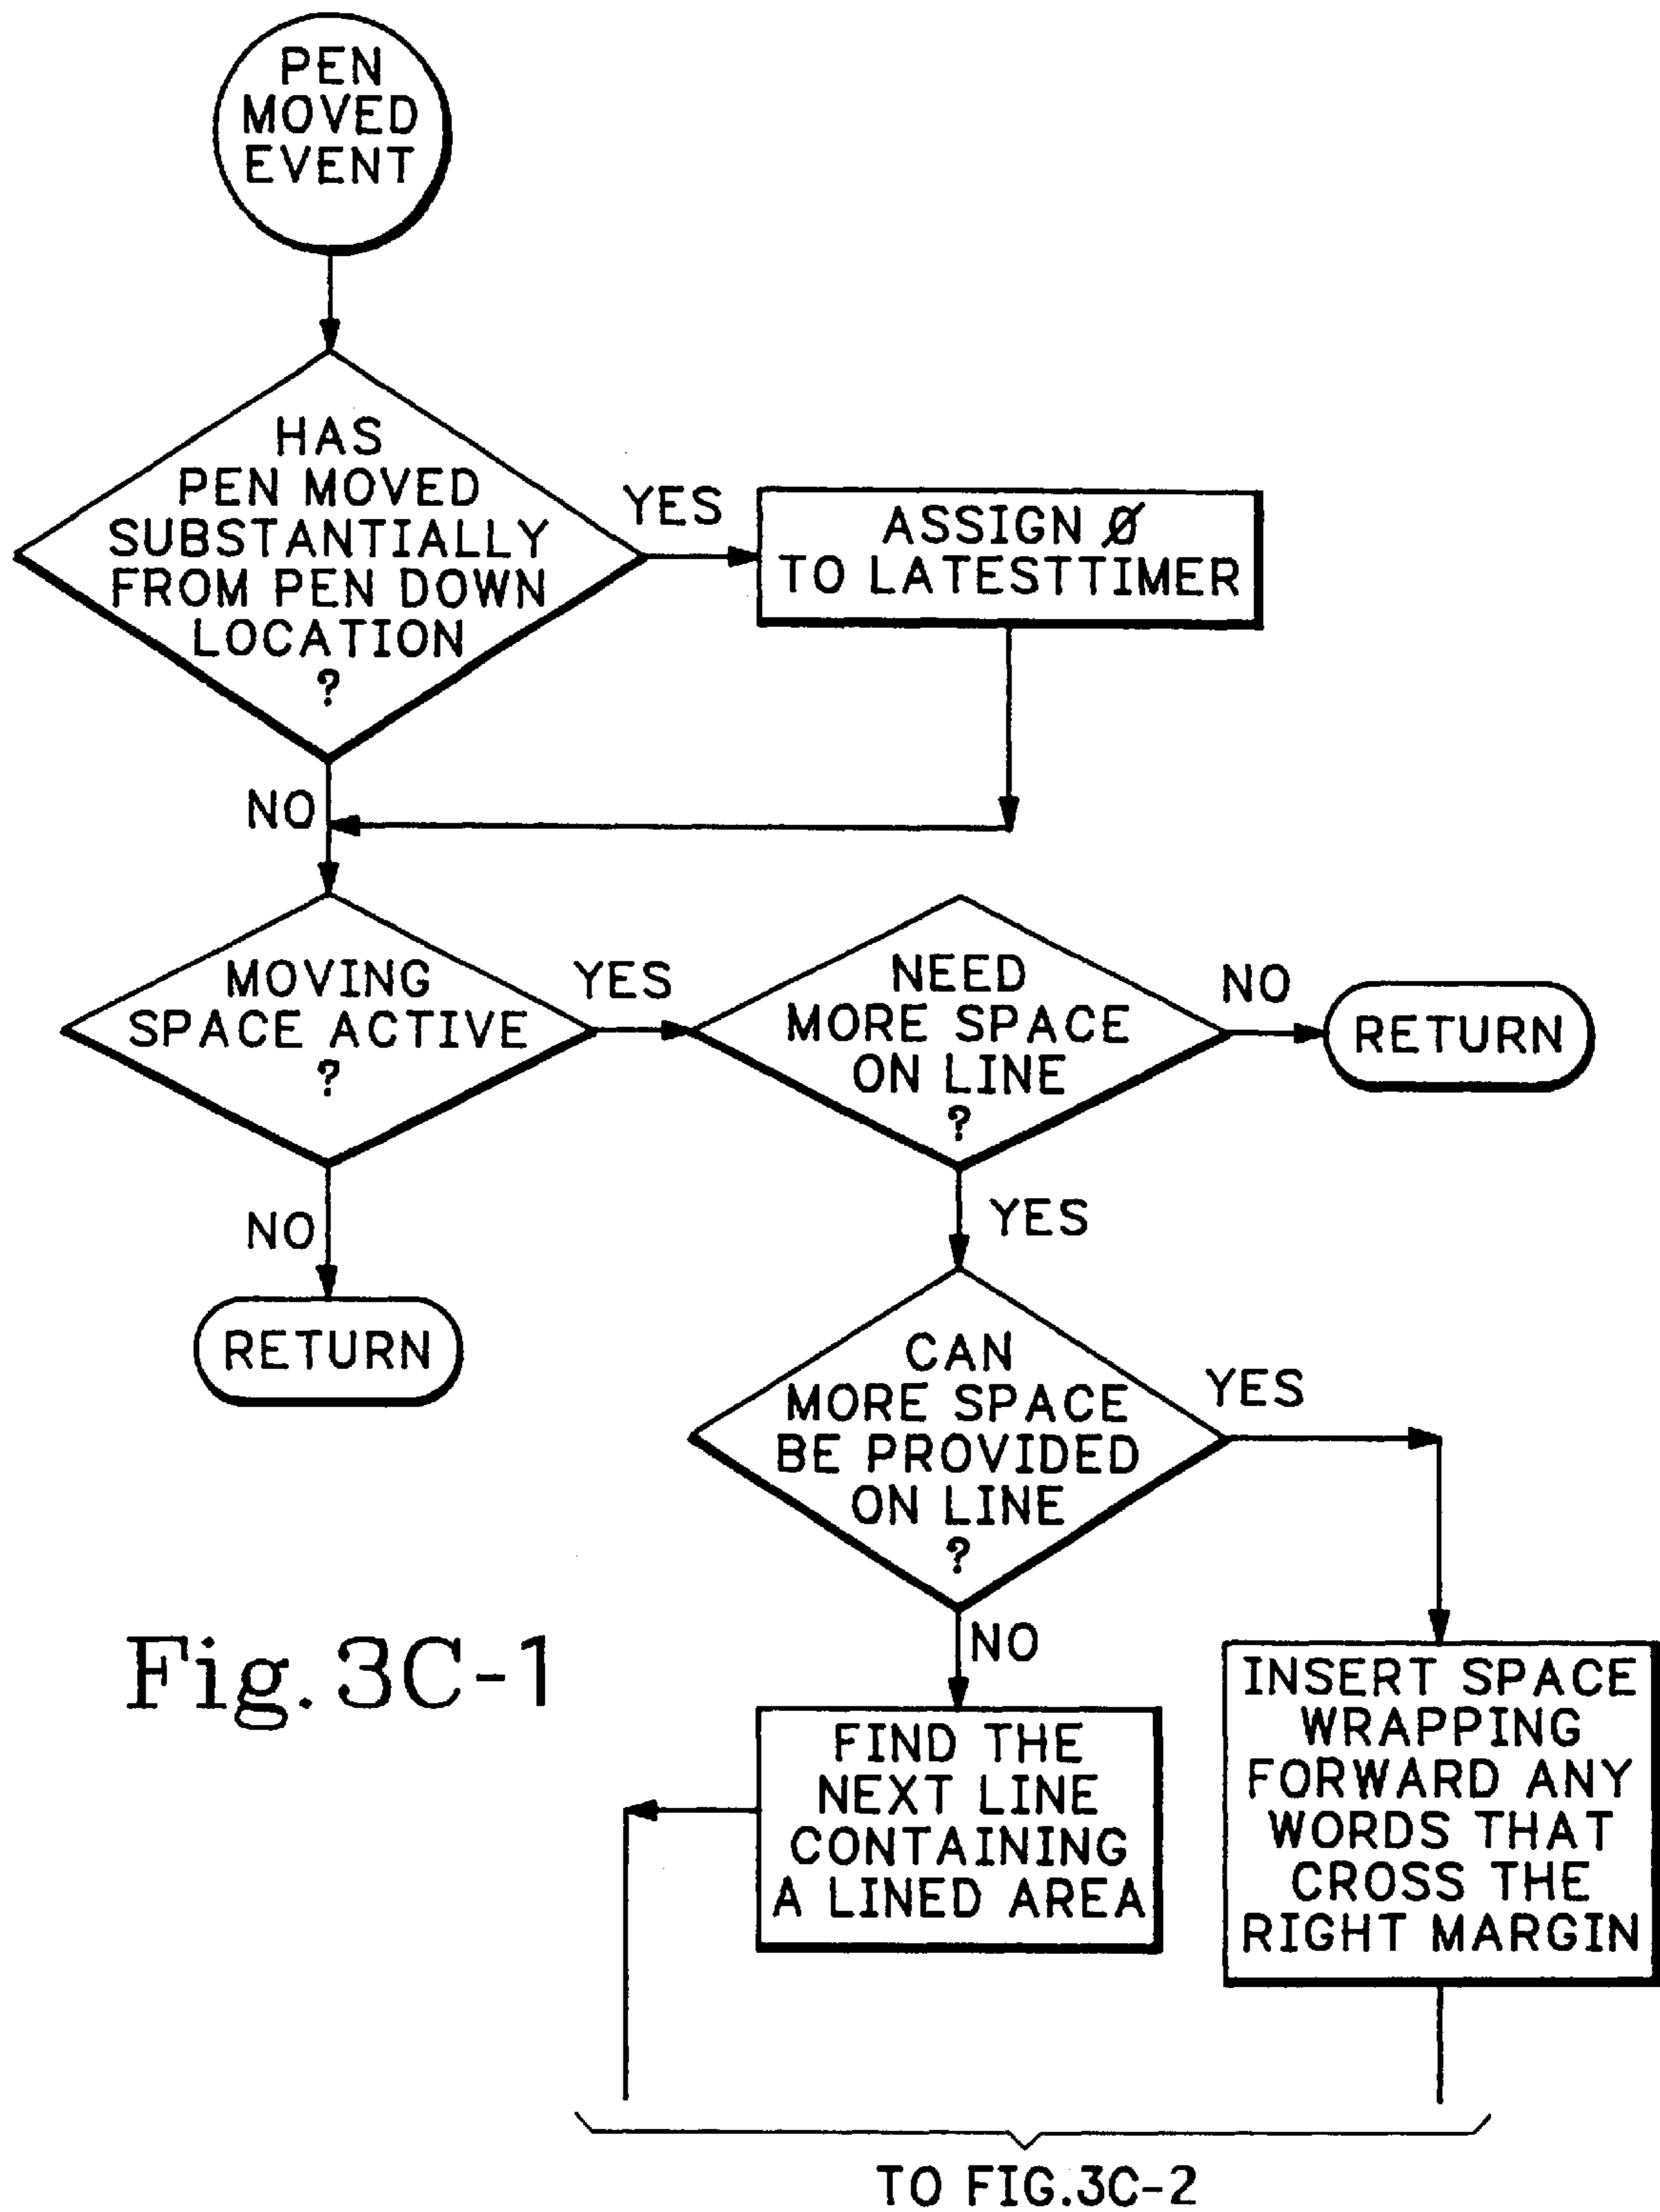 PEN
MOVED
EVENT
HAS
PEN MOVED
SUBSTANTIALLY
FROM PEN DOWN
LOCATION
?
YES
ASSIGN Ø
TO LATESTTIMER
NO
MOVING
SPACE ACTIVE
?
YES
NEED
MORE SPACE
ON LINE
?
NO
RETURN
NO
RETURN
YES
CAN
MORE SPACE
BE PROVIDED
ON LINE
?
YES
NO
FIND THE
NEXT LINE
CONTAINING
A LINED AREA
INSERT SPACE
WRAPPING
FORWARD ANY
WORDS THAT
CROSS THE
RIGHT MARGIN
Fig. 3C-1
TO FIG.3C-2